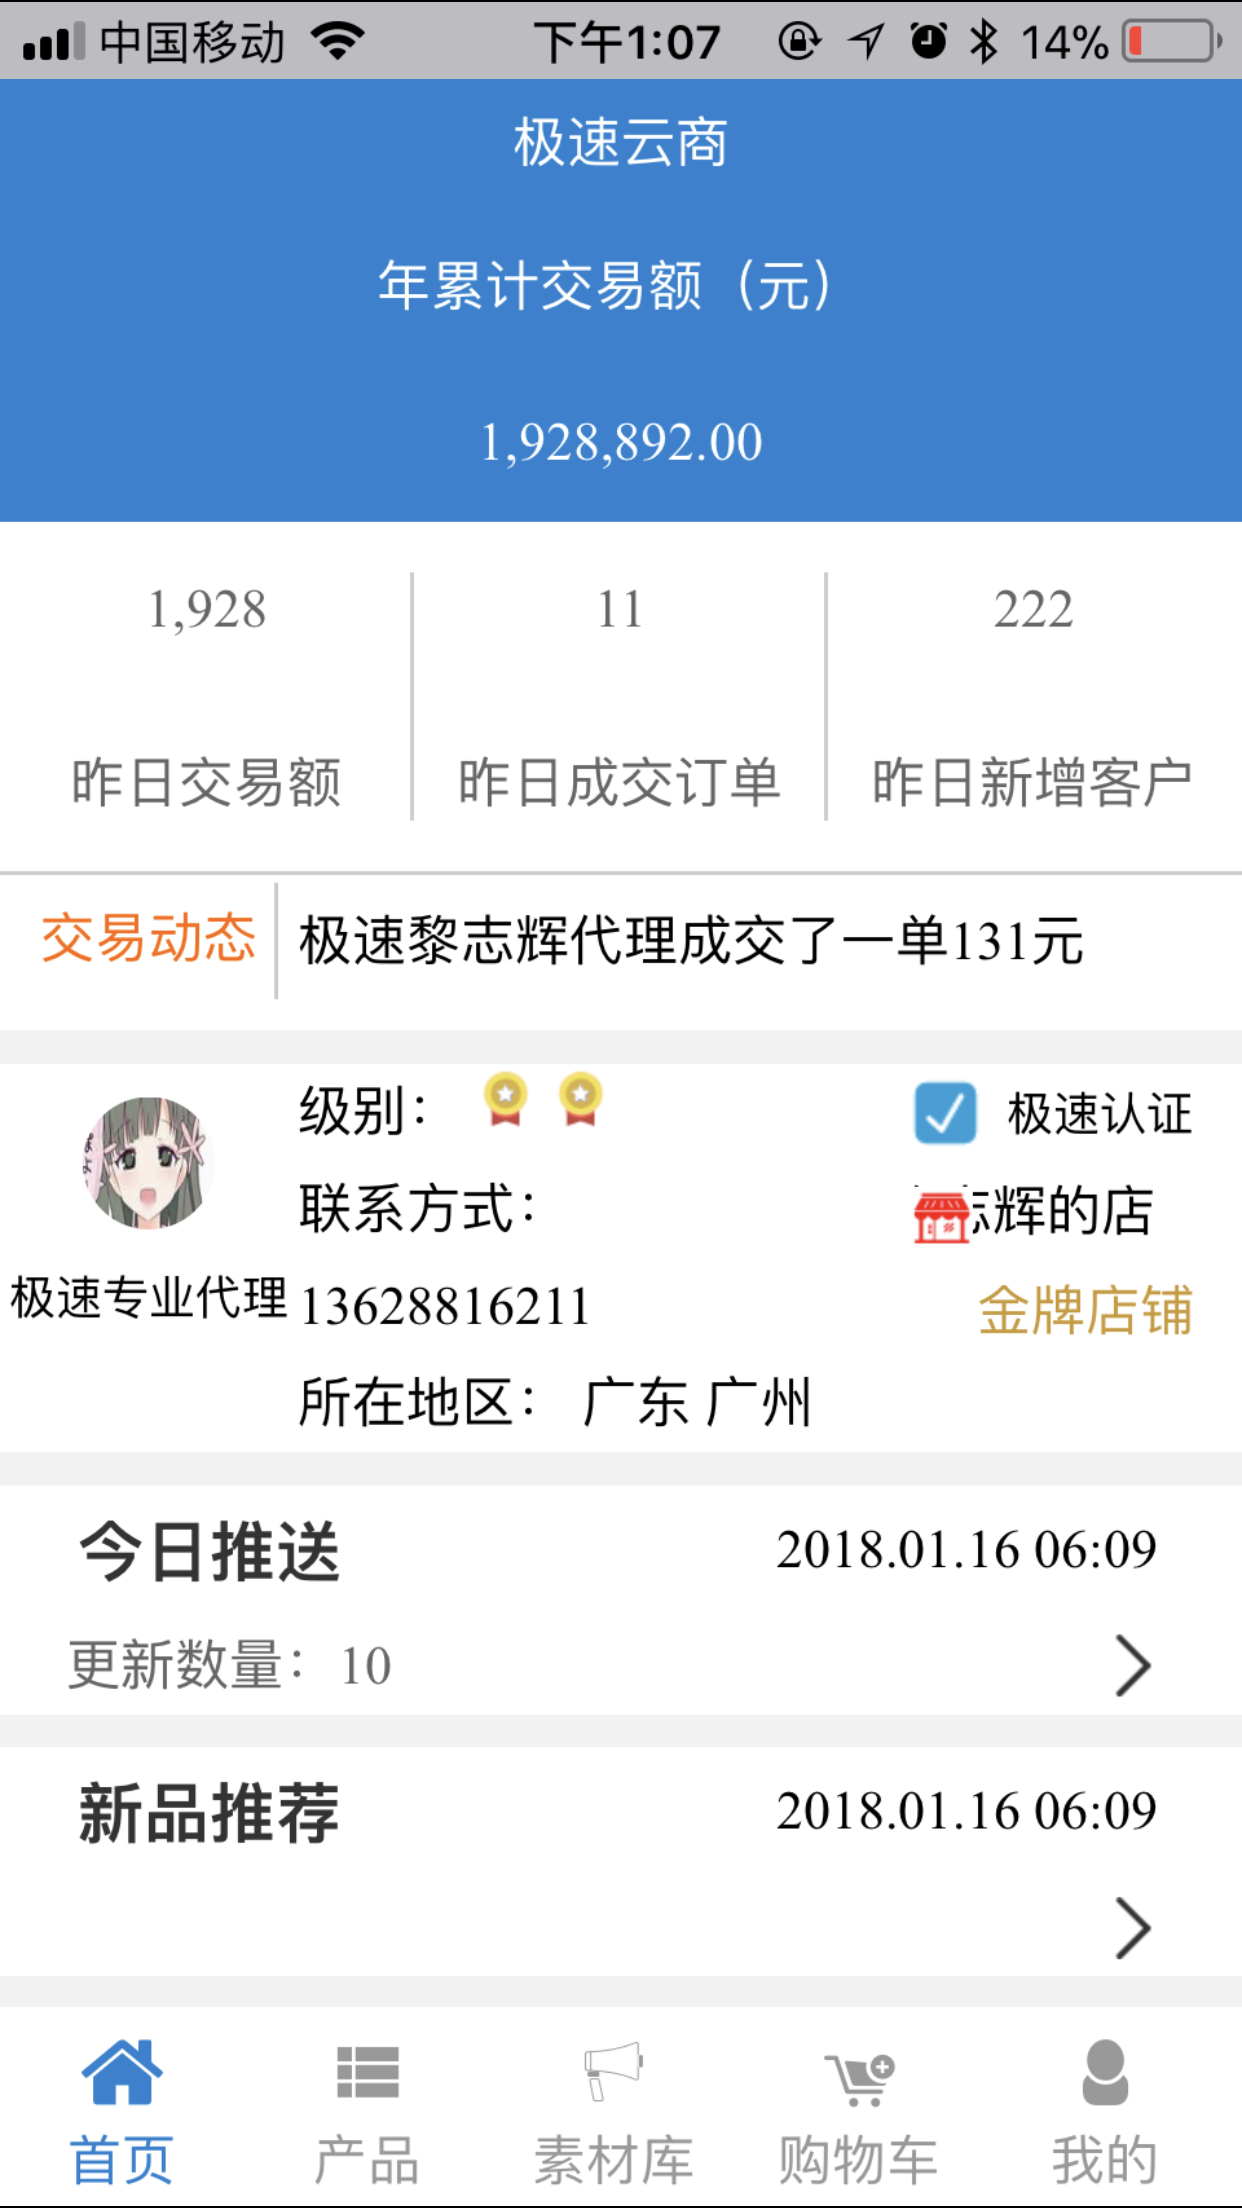 中国移动 下午1:07 14%
极速云商
年累计交易额（元）
1,928,892.00
1,928 11 222
昨日交易额 昨日成交订单 昨日新增客户
交易动态 极速黎志辉代理成交了一单131元
级别： 极速认证
联系方式： 志辉的店
极速专业代理 13628816211 金牌店铺
所在地区： 广东 广州
今日推送 2018.01.16 06:09
更新数量： 10
新品推荐 2018.01.16 06:09
首页 产品 素材库 购物车 我的